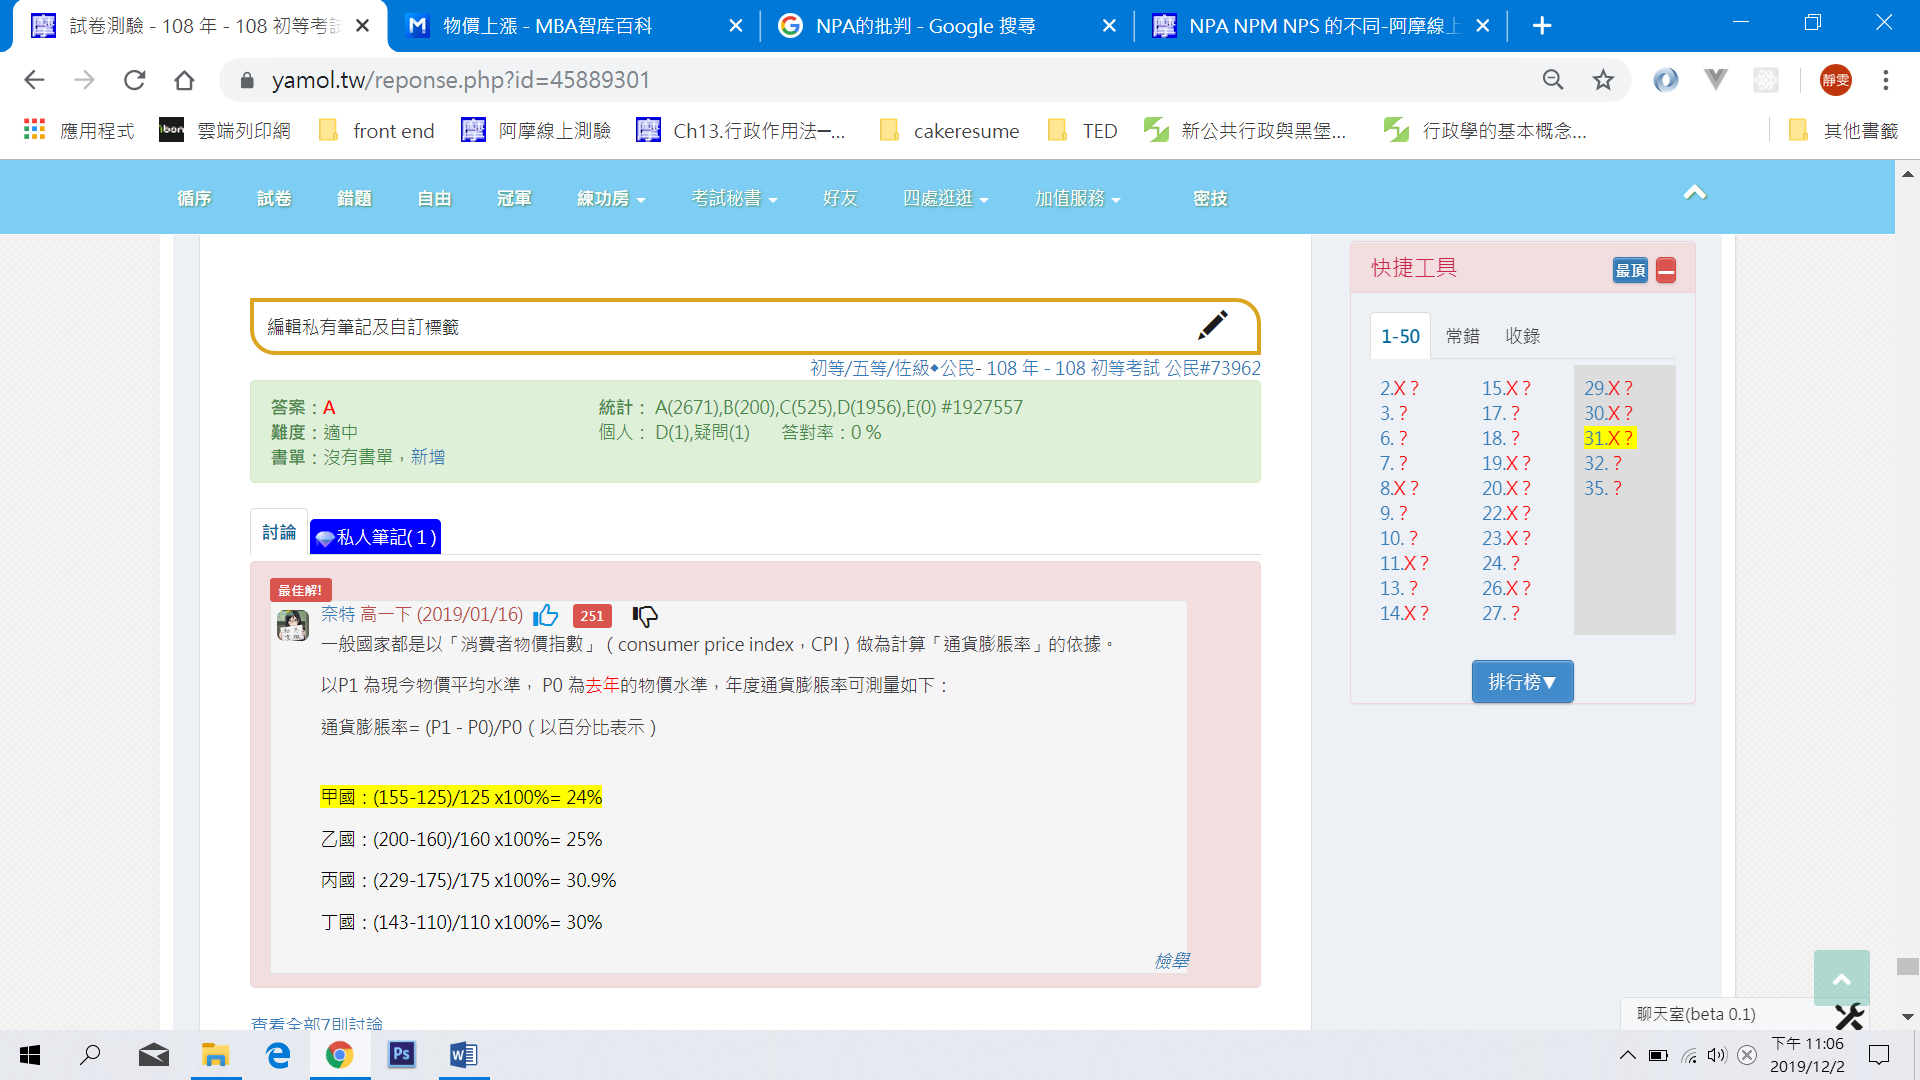 試卷測驗 - 108 年 - 108 初等考試
物價上漲 - MBA智库百科
NPA的批判 - Google 搜尋
NPA NPM NPS 的不同-阿摩線上
yamol.tw/reponse.php?id=45889301
靜雯
應用程式
ibon
雲端列印網
front end
阿摩線上測驗
Ch13.行政作用法─...
cakeresume
TED
新公共行政與黑堡...
行政學的基本概念...
其他書籤
循序
試卷
錯題
自由
冠軍
練功房
考試秘書
好友
四處逛逛
加值服務
密技
編輯私有筆記及自訂標籤
初等/五等/佐級◆公民- 108 年 - 108 初等考試 公民#73962
答案：A
統計： A(2671),B(200),C(525),D(1956),E(0) #1927557
難度：適中
個人： D(1),疑問(1) 答對率：0 %
書單：沒有書單，新增
討論
私人筆記( 1 )
最佳解!
奈特 高一下 (2019/01/16)
251
一般國家都是以「消費者物價指數」（ consumer price index，CPI ) 做為計算「通貨膨脹率」的依據。
以P1 為現今物價平均水準， P0 為去年的物價水準，年度通貨膨脹率可測量如下：
通貨膨脹率= (P1 - P0)/P0 ( 以百分比表示 )
甲國：(155-125)/125 x100%= 24%
乙國：(200-160)/160 x100%= 25%
丙國：(229-175)/175 x100%= 30.9%
丁國：(143-110)/110 x100%= 30%
檢舉
查看全部7則討論
快捷工具
最頂
1-50
常錯
收錄
2.X ?
3. ?
6. ?
7. ?
8.X ?
9. ?
10. ?
11.X ?
13. ?
14.X ?
15.X ?
17. ?
18. ?
19.X ?
20.X ?
22.X ?
23.X ?
24. ?
26.X ?
27. ?
29.X ?
30.X ?
31.X ?
32. ?
35. ?
排行榜▼
聊天室(beta 0.1)
Ps
下午 11:06
2019/12/2